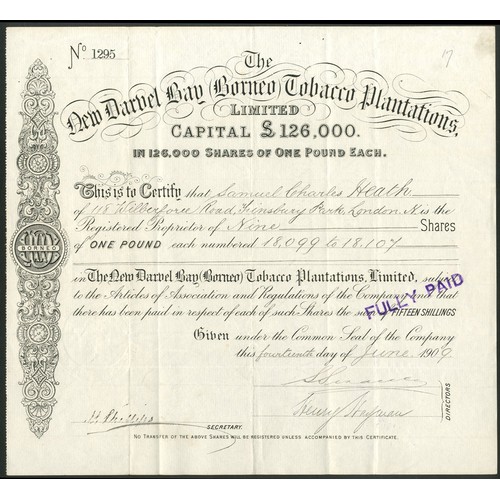 No 1295
17
The
New Darvel Bay (Borneo) Tobacco Plantations,
LIMITED
CAPITAL £126,000.
IN 126,000 SHARES OF ONE POUND EACH.
This is to Certify that Samuel Charles Heath
of 118 Wilberforce Road, Finsbury Park, London. N. is the
Registered Proprietor of Nine Shares
of ONE POUND each numbered 18,099 to 18,107
in The New Darvel Bay (Borneo) Tobacco Plantations, Limited, subject
to the Articles of Association and Regulations of the Company and that
there has been paid in respect of each of such Shares the sum of FIFTEEN SHILLINGS
FULLY PAID
Given under the Common Seal of the Company
this fourteenth day of June 1909
BORNEO
Henry
DIRECTORS
Phillips
SECRETARY.
NO TRANSFER OF THE ABOVE SHARES WILL BE REGISTERED UNLESS ACCOMPANIED BY THIS CERTIFICATE.